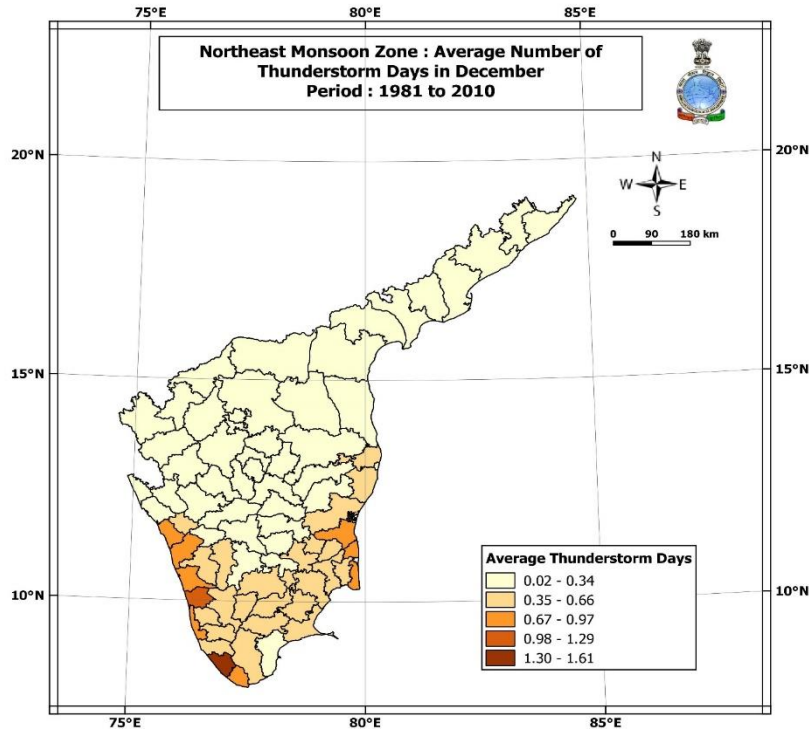 75°E 80°E 85°E
Northeast Monsoon Zone : Average Number of
Thunderstorm Days in December
Period : 1981 to 2010
20°N 20°N
N
W E
S
0 90 180 km
15°N 15°N
Average Thunderstorm Days
0.02 - 0.34
0.35 - 0.66
0.67 - 0.97
0.98 - 1.29
1.30 - 1.61
10°N 10°N
75°E 80°E 85°E